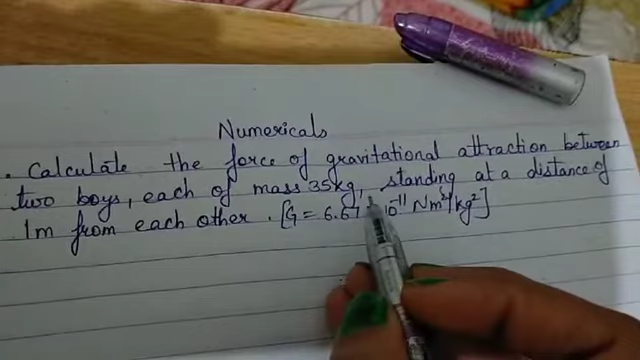 Numericals
. Calculate the force of gravitational attraction between
two boys, each of mass 35kg, standing at a distance of
1m from each other. [G = 6.67 10⁻¹¹ Nm²/kg²]